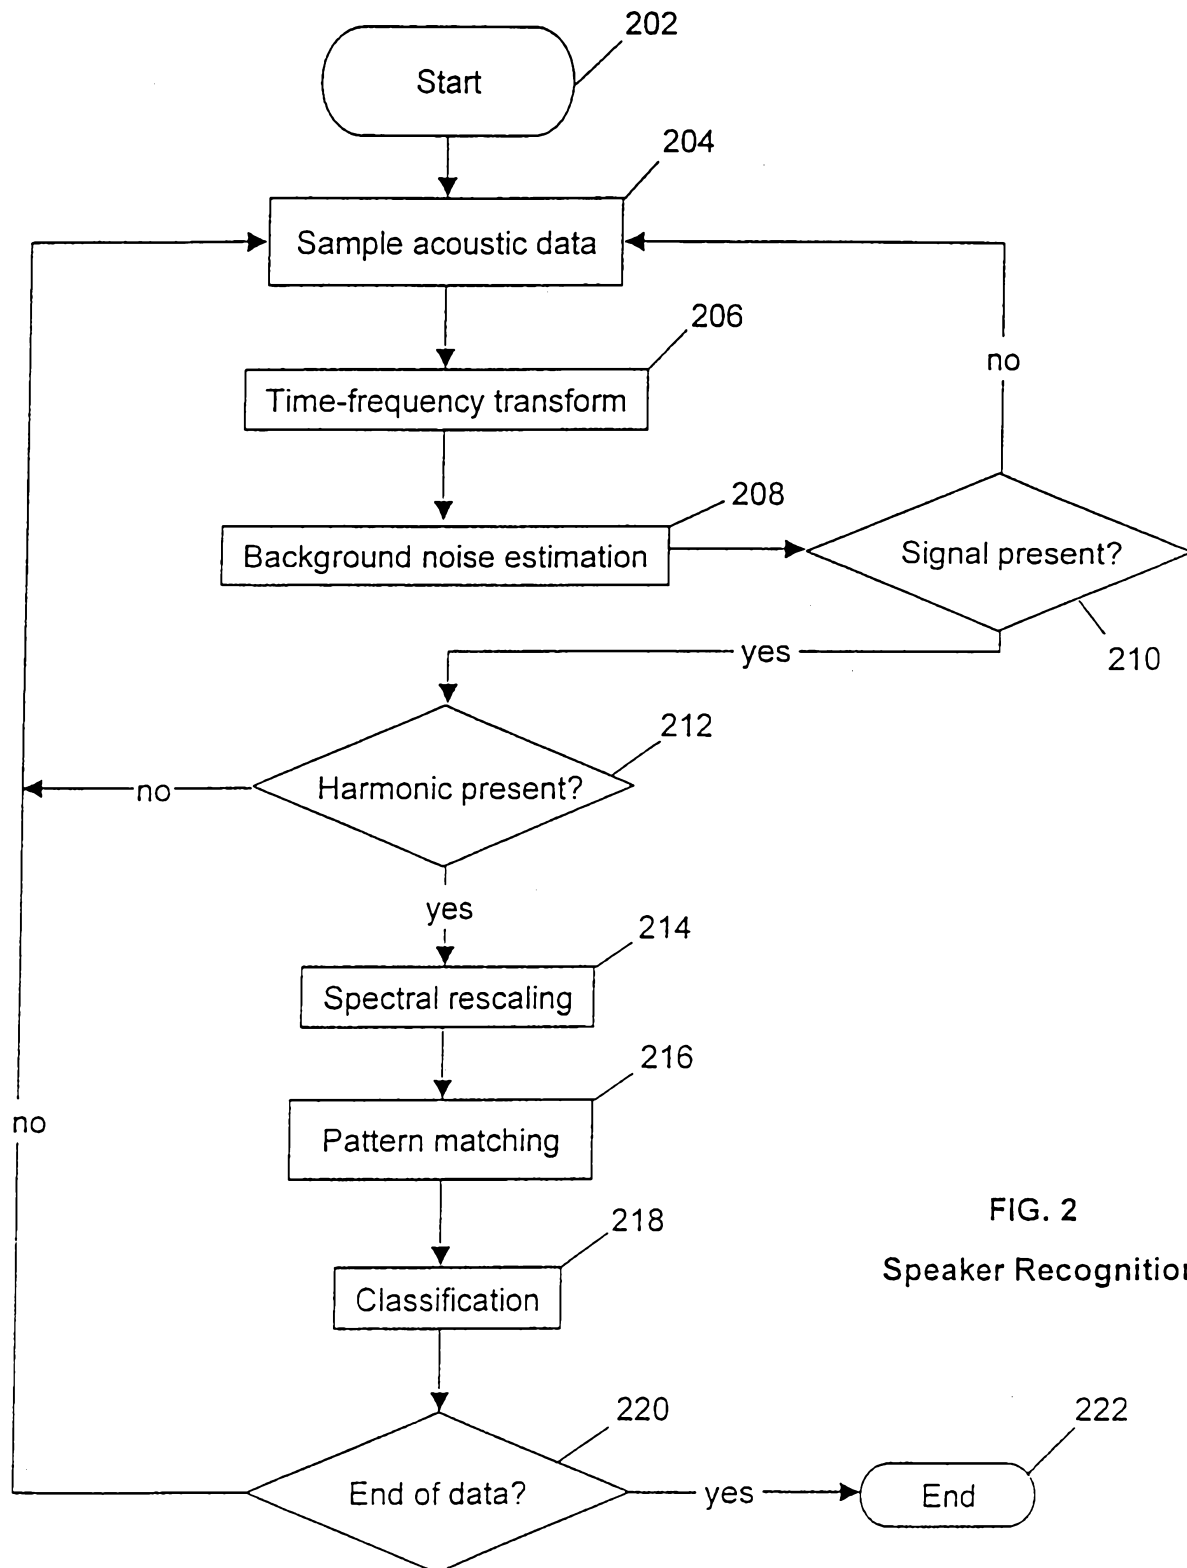 202
Start
204
Sample acoustic data
206
Time-frequency transform
no
208
Background noise estimation
Signal present?
210
yes
212
Harmonic present?
no
yes
214
Spectral rescaling
216
Pattern matching
no
218
Classification
FIG. 2
Speaker Recognition
220
End of data?
yes
222
End